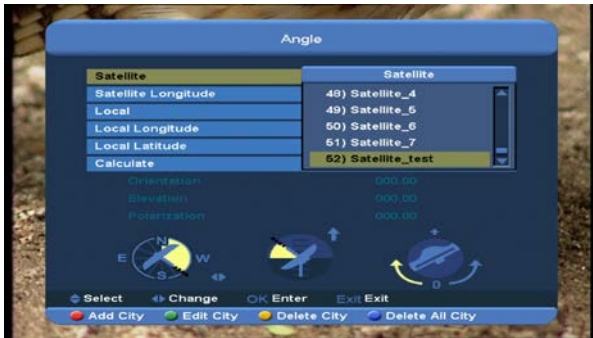 Angle
Satellite
Satellite Longitude
Local
Local Longitude
Local Latitude
Calculate
Satellite
48) Satellite_4
49) Satellite_5
50) Satellite_6
51) Satellite_7
52) Satellite_test
Orientation 000.00
Elevation 000.00
Polarization 000.00
N
E W
S
+
0
Select Change OK Enter Exit Exit
Add City Edit City Delete City Delete All City